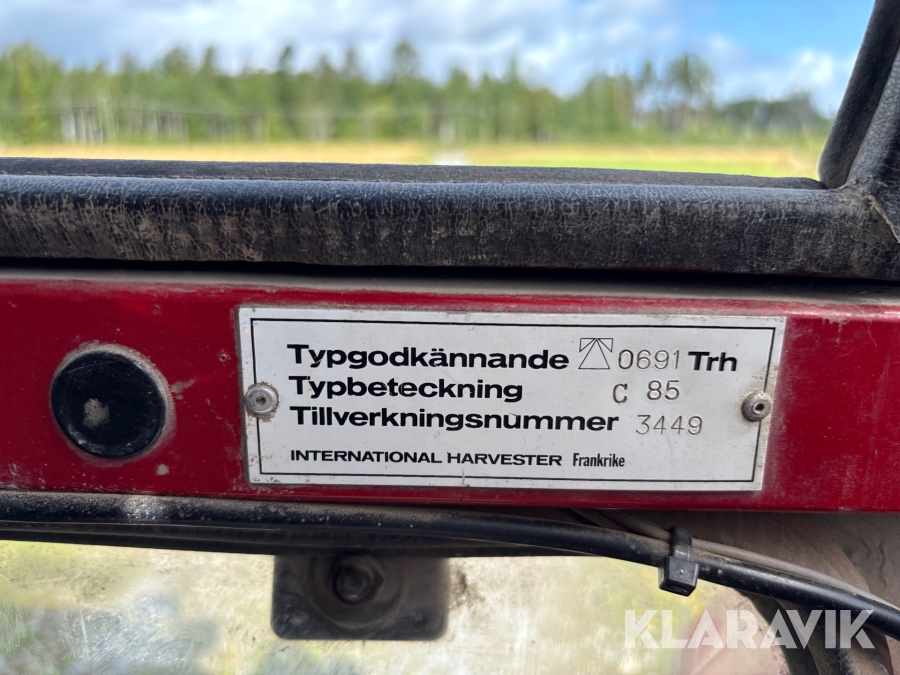 Typgodkännande 0691 Trh
Typbeteckning C 85
Tillverkningsnummer 3449
INTERNATIONAL HARVESTER Frankrike
KLARAVIK